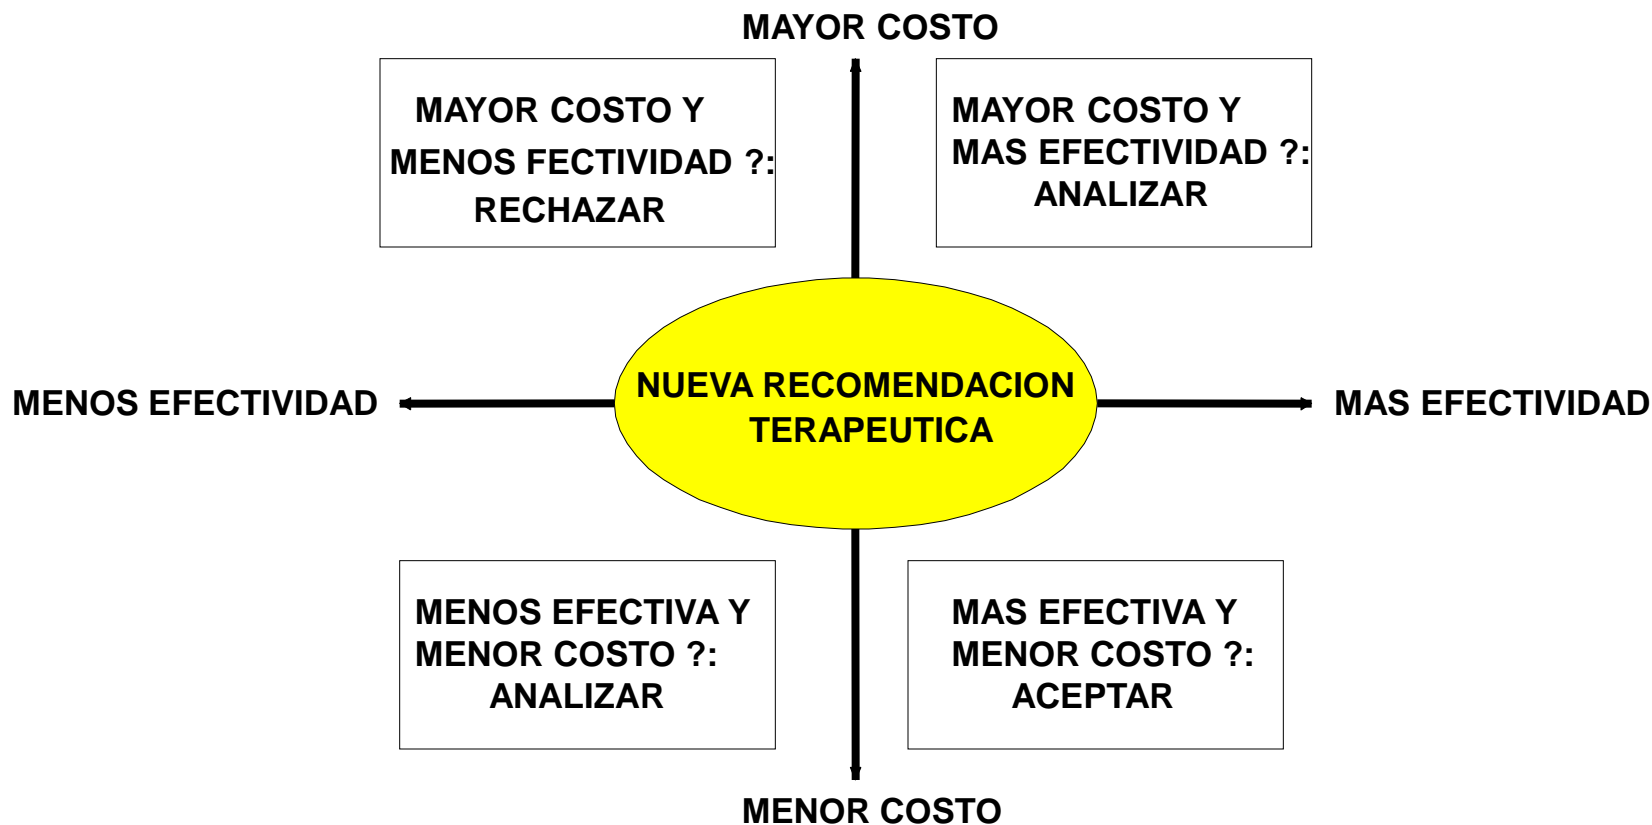 MAYOR COSTO
MAYOR COSTO Y
MENOS FECTIVIDAD ?:
RECHAZAR
MAYOR COSTO Y
MAS EFECTIVIDAD ?:
ANALIZAR
MENOS EFECTIVIDAD
NUEVA RECOMENDACION
TERAPEUTICA
MAS EFECTIVIDAD
MENOS EFECTIVA Y
MENOR COSTO ?:
ANALIZAR
MAS EFECTIVA Y
MENOR COSTO ?:
ACEPTAR
MENOR COSTO